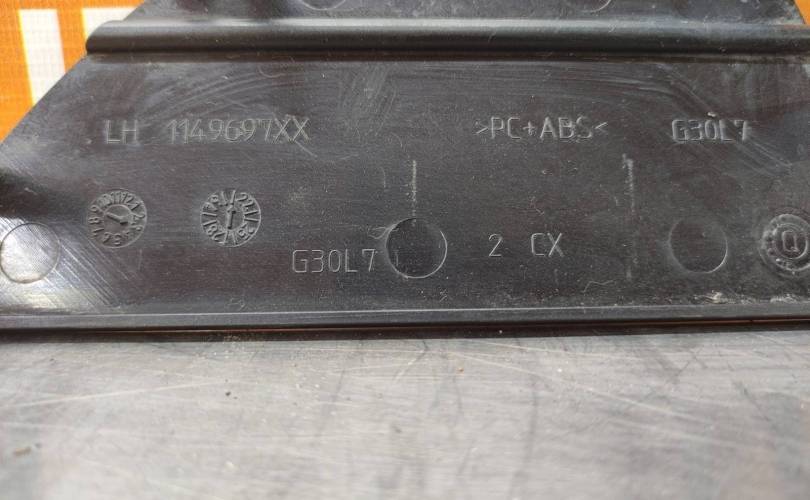 LH 1149697XX >PC+ABS< G30L7
G30L7 2 CX Q